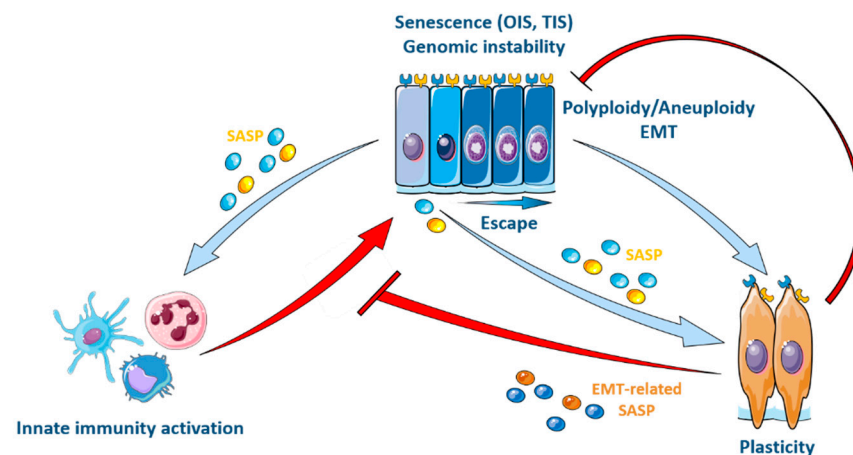 Senescence (OIS, TIS)
Genomic instability
Polyploidy/Aneuploidy
EMT
SASP
Escape
SASP
EMT-related
SASP
Innate immunity activation
Plasticity